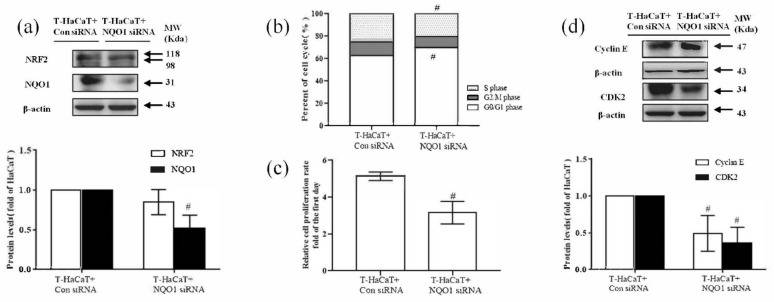 (a)
T-HaCaT+ T-HaCaT+
Con siRNA NQO1 siRNA
MW
(Kda)
NRF2
118
98
NQO1
31
β-actin
43
Protein levels( fold of HaCaT )
1.5
1.0
0.5
0.0
NRF2
NQO1
#
T-HaCaT+
Con siRNA
T-HaCaT+
NQO1 siRNA
(b)
Percent of cell cycle( % )
100
80
60
40
20
0
#
#
S phase
G2/M phase
G0/G1 phase
T-HaCaT+
Con siRNA
T-HaCaT+
NQO1 siRNA
(c)
Relative cell proliferation rate
fold of the first day
6
4
2
0
#
T-HaCaT+
Con siRNA
T-HaCaT+
NQO1 siRNA
(d)
T-HaCaT+ T-HaCaT+
Con siRNA NQO1 siRNA
MW
(Kda)
Cyclin E
47
β-actin
43
CDK2
34
β-actin
43
Protein levels( fold of HaCaT )
1.5
1.0
0.5
0.0
Cyclin E
CDK2
#
#
T-HaCaT+
Con siRNA
T-HaCaT+
NQO1 siRNA